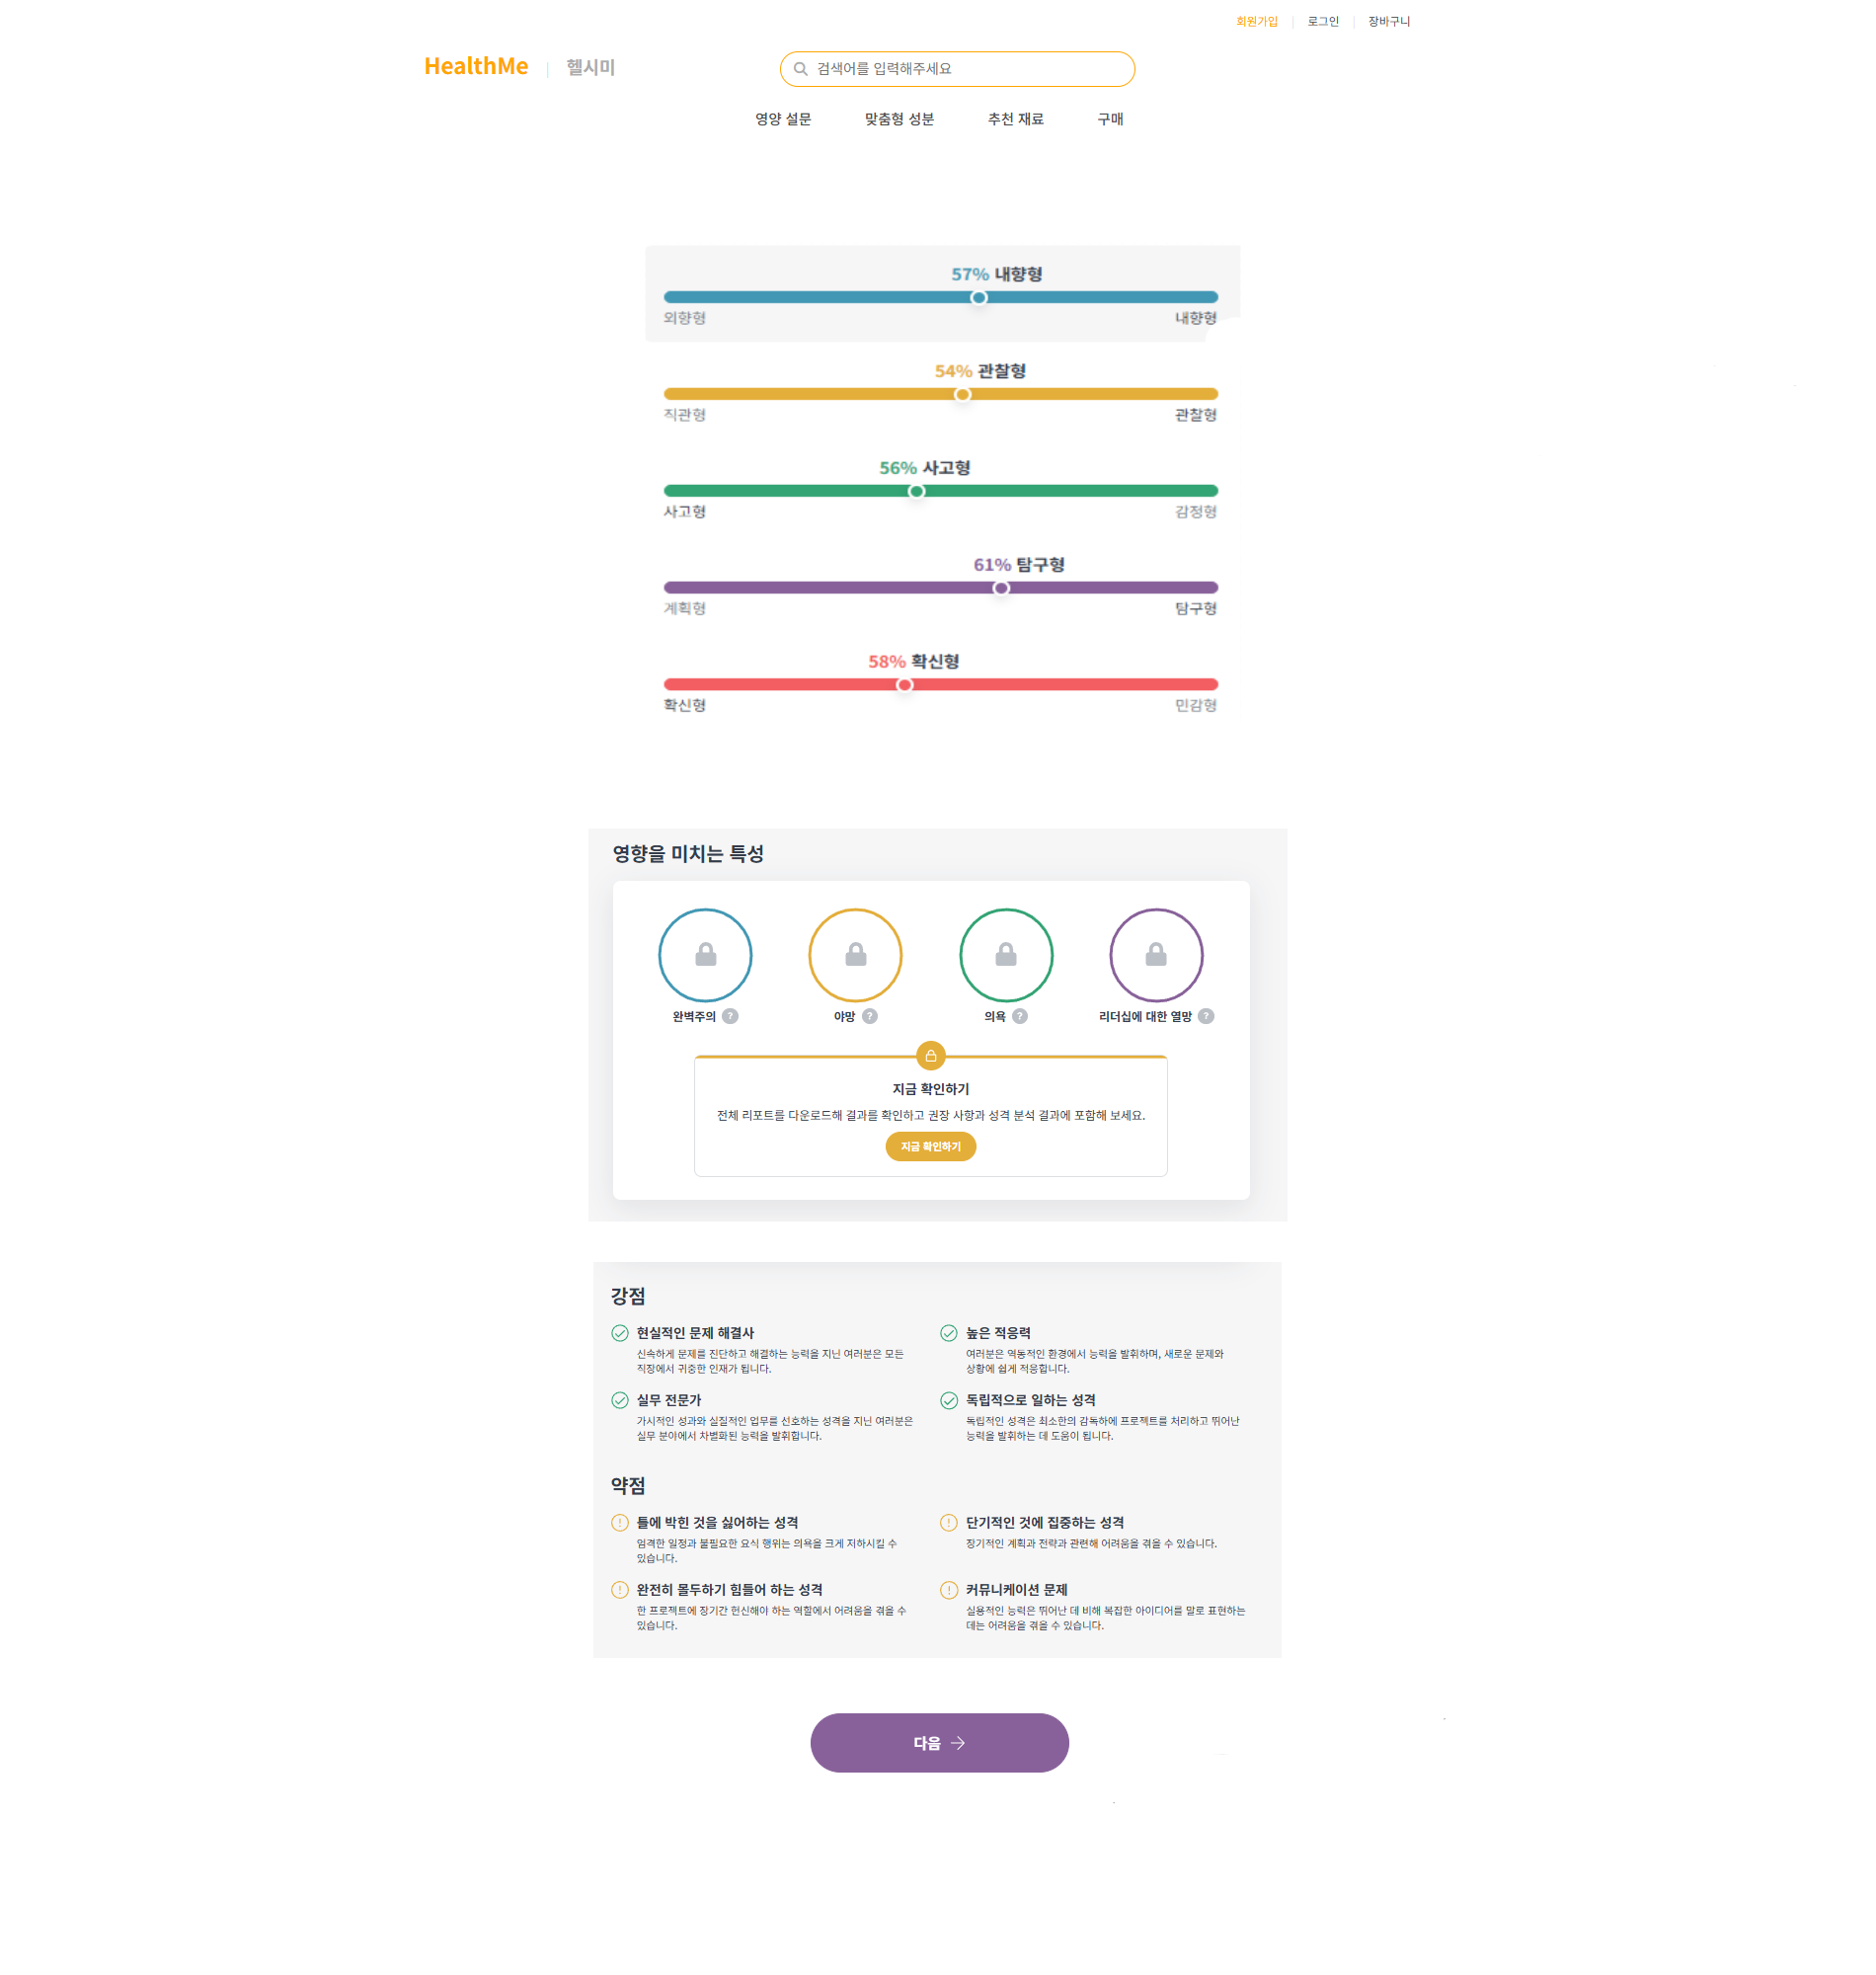 회원가입 | 로그인 | 장바구니
HealthMe | 헬시미
검색어를 입력해주세요
영양 설문 맞춤형 성분 추천 재료 구매
57% 내향형
외향형 내향형
54% 관찰형
직관형 관찰형
56% 사고형
사고형 감정형
61% 탐구형
계획형 탐구형
58% 확신형
확신형 민감형
영향을 미치는 특성
완벽주의 ? 야망 ? 의욕 ? 리더십에 대한 열망 ?
지금 확인하기
전체 리포트를 다운로드해 결과를 확인하고 권장 사항과 성격 분석 결과에 포함해 보세요.
지금 확인하기
강점
현실적인 문제 해결사
신속하게 문제를 진단하고 해결하는 능력을 지닌 여러분은 모든
직장에서 귀중한 인재가 됩니다.
높은 적응력
여러분은 역동적인 환경에서 능력을 발휘하며, 새로운 문제와
상황에 쉽게 적응합니다.
실무 전문가
가시적인 성과와 실질적인 업무를 선호하는 성격을 지닌 여러분은
실무 분야에서 차별화된 능력을 발휘합니다.
독립적으로 일하는 성격
독립적인 성격은 최소한의 감독하에 프로젝트를 처리하고 뛰어난
능력을 발휘하는 데 도움이 됩니다.
약점
틀에 박힌 것을 싫어하는 성격
엄격한 일정과 불필요한 요식 행위는 의욕을 크게 저하시킬 수
있습니다.
단기적인 것에 집중하는 성격
장기적인 계획과 전략과 관련해 어려움을 겪을 수 있습니다.
완전히 몰두하기 힘들어 하는 성격
한 프로젝트에 장기간 헌신해야 하는 역할에서 어려움을 겪을 수
있습니다.
커뮤니케이션 문제
실용적인 능력은 뛰어난 데 비해 복잡한 아이디어를 말로 표현하는
데는 어려움을 겪을 수 있습니다.
다음 →